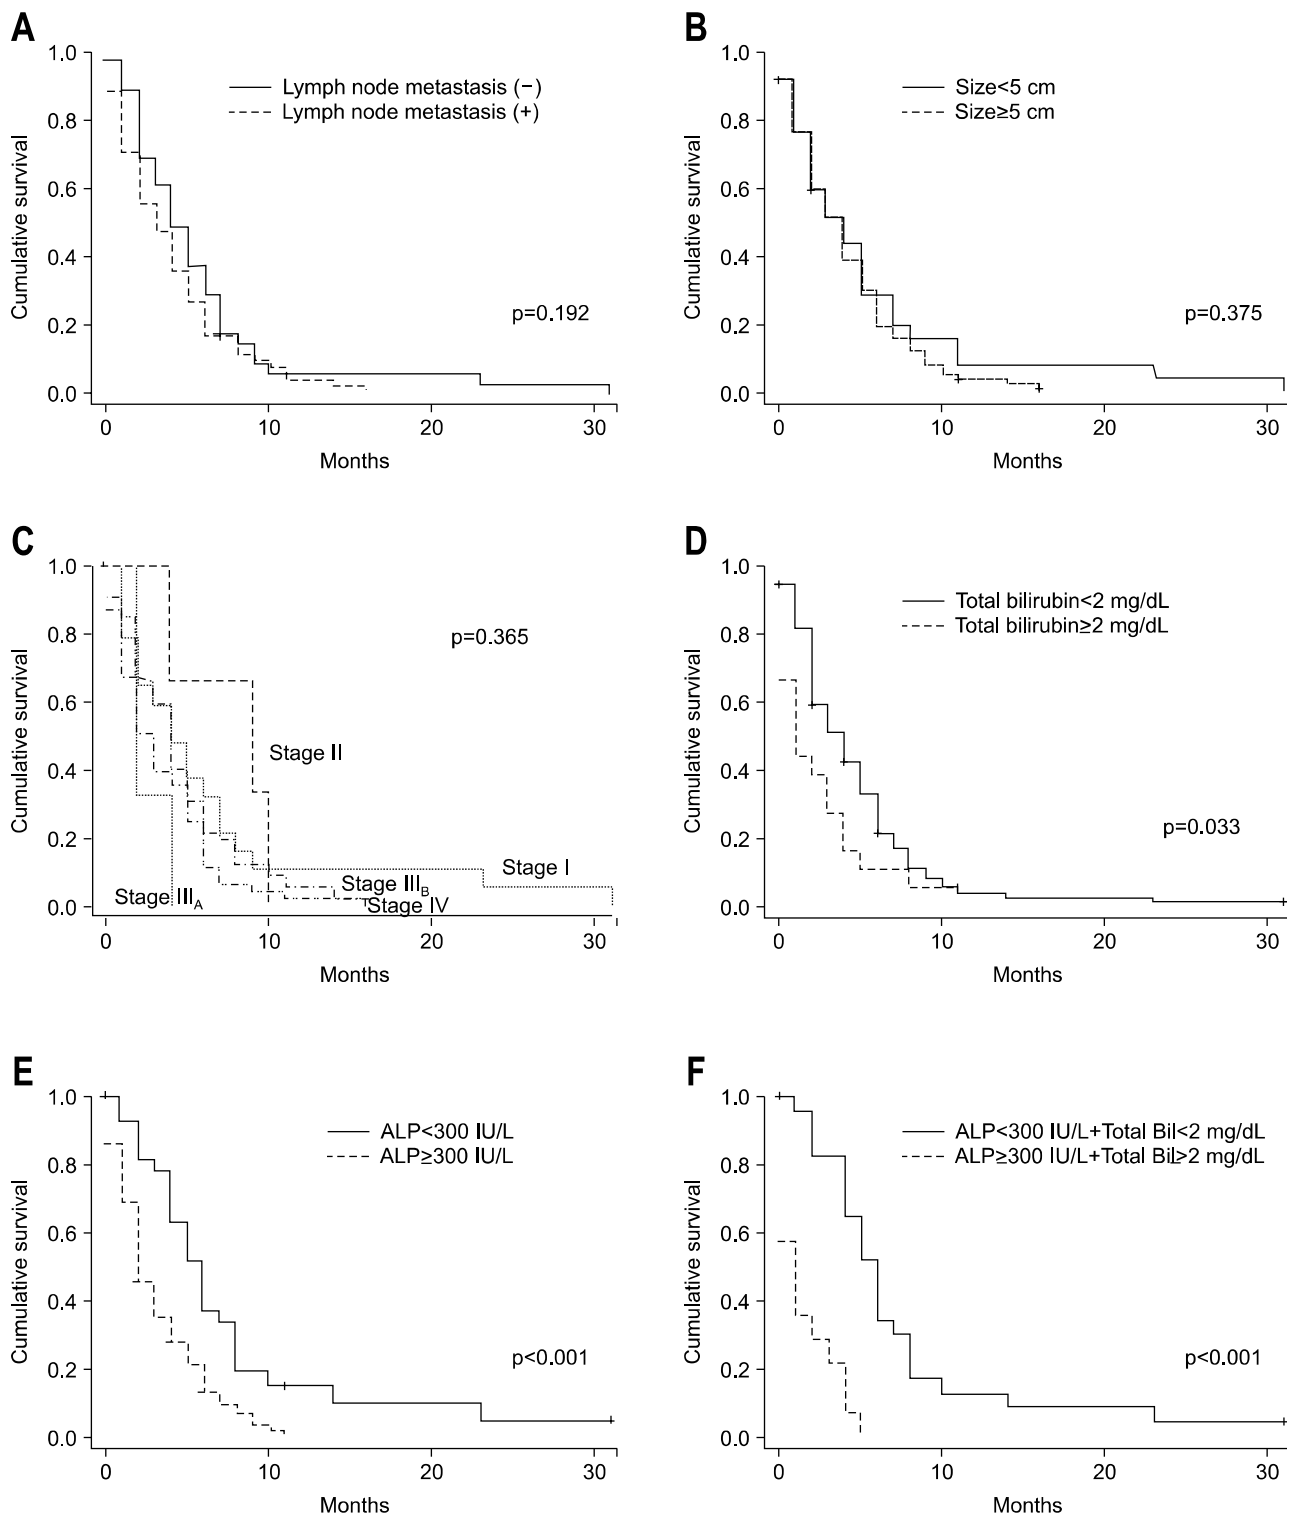 A
1.0
0.8
0.6
0.4
0.2
0.0
Cumulative survival
Lymph node metastasis (−)
Lymph node metastasis (+)
p=0.192
0 10 20 30
Months
B
1.0
0.8
0.6
0.4
0.2
0.0
Cumulative survival
Size<5 cm
Size≥5 cm
p=0.375
0 10 20 30
Months
C
1.0
0.8
0.6
0.4
0.2
0.0
Cumulative survival
p=0.365
Stage II
Stage I
Stage IIIB
Stage IIIA
Stage IV
0 10 20 30
Months
D
1.0
0.8
0.6
0.4
0.2
0.0
Cumulative survival
Total bilirubin<2 mg/dL
Total bilirubin≥2 mg/dL
p=0.033
0 10 20 30
Months
E
1.0
0.8
0.6
0.4
0.2
0.0
Cumulative survival
ALP<300 IU/L
ALP≥300 IU/L
p<0.001
0 10 20 30
Months
F
1.0
0.8
0.6
0.4
0.2
0.0
Cumulative survival
ALP<300 IU/L+Total Bil<2 mg/dL
ALP≥300 IU/L+Total Bil≥2 mg/dL
p<0.001
0 10 20 30
Months